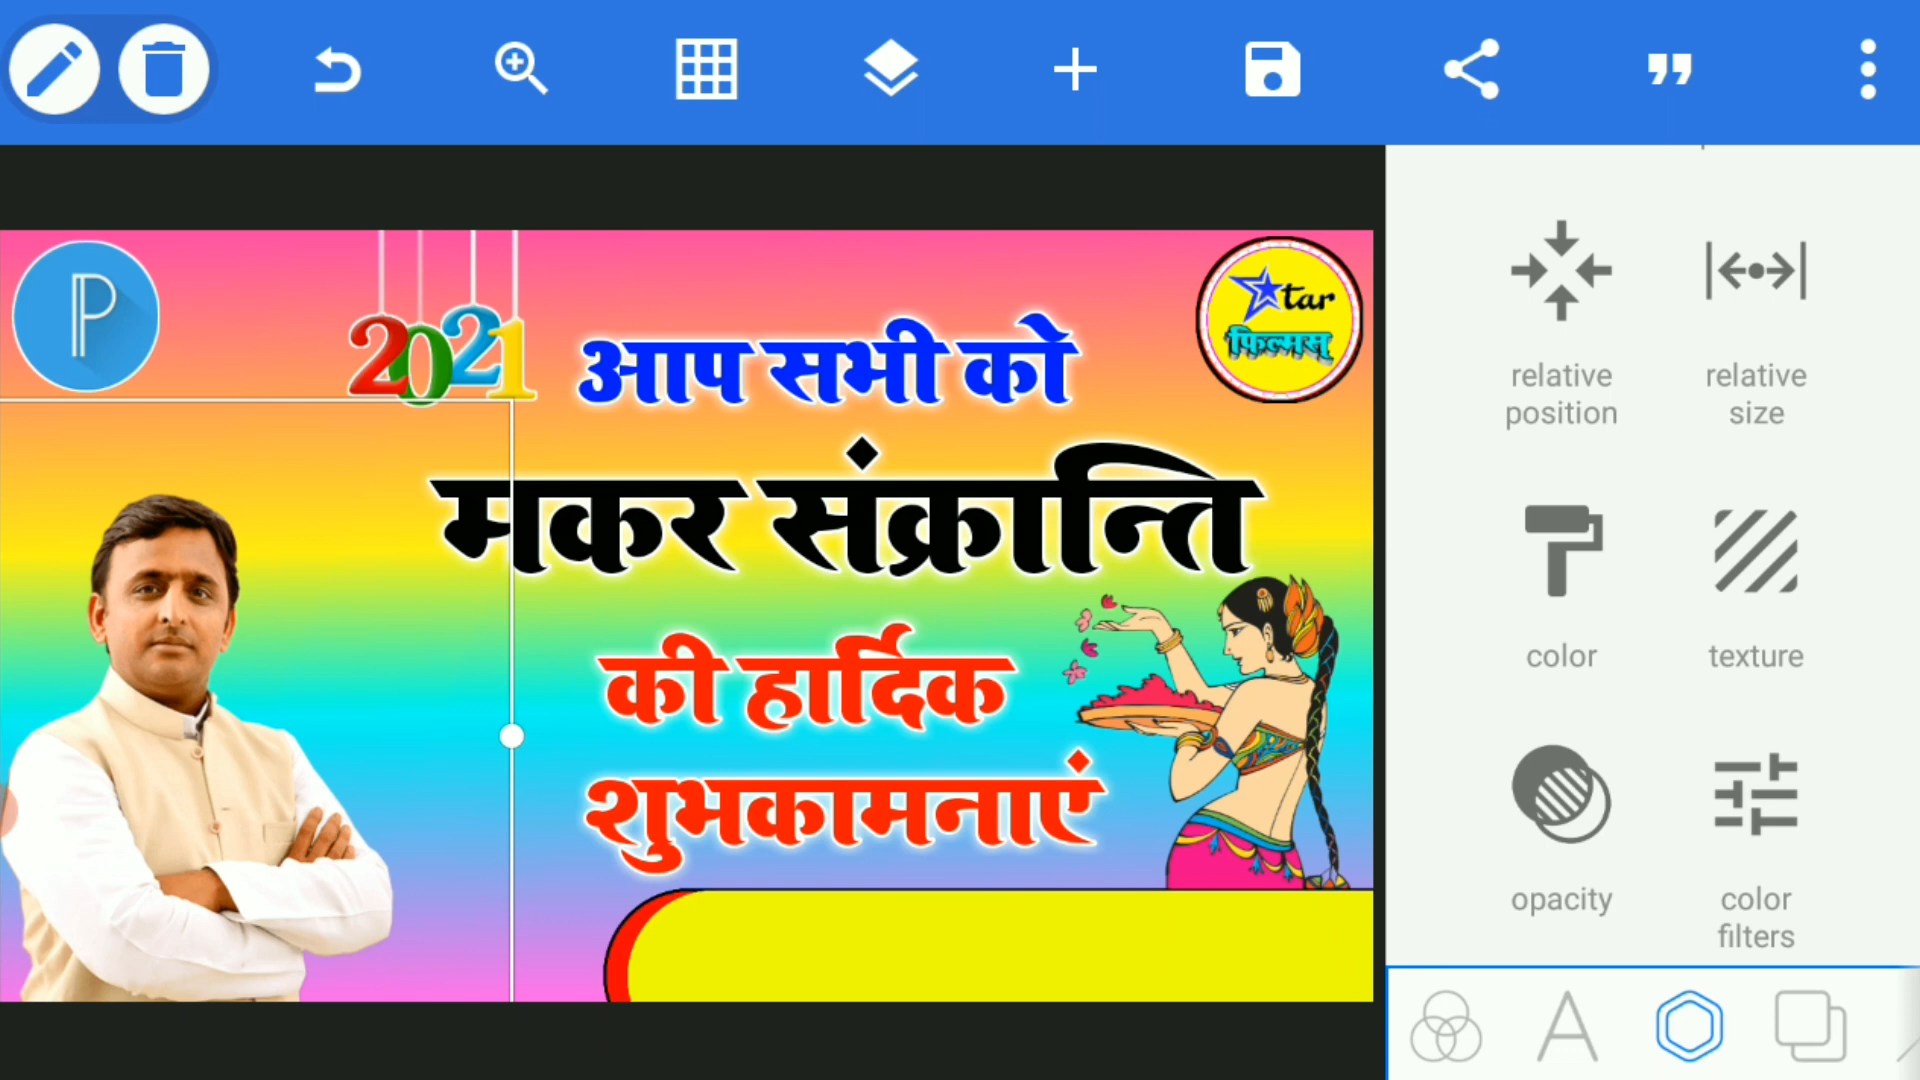 P
2021
आप सभी को
Star
फिल्मस्
मकर संक्रान्ति
की हार्दिक
शुभकामनाएं
relative
position
relative
size
color
texture
opacity
color
filters
A